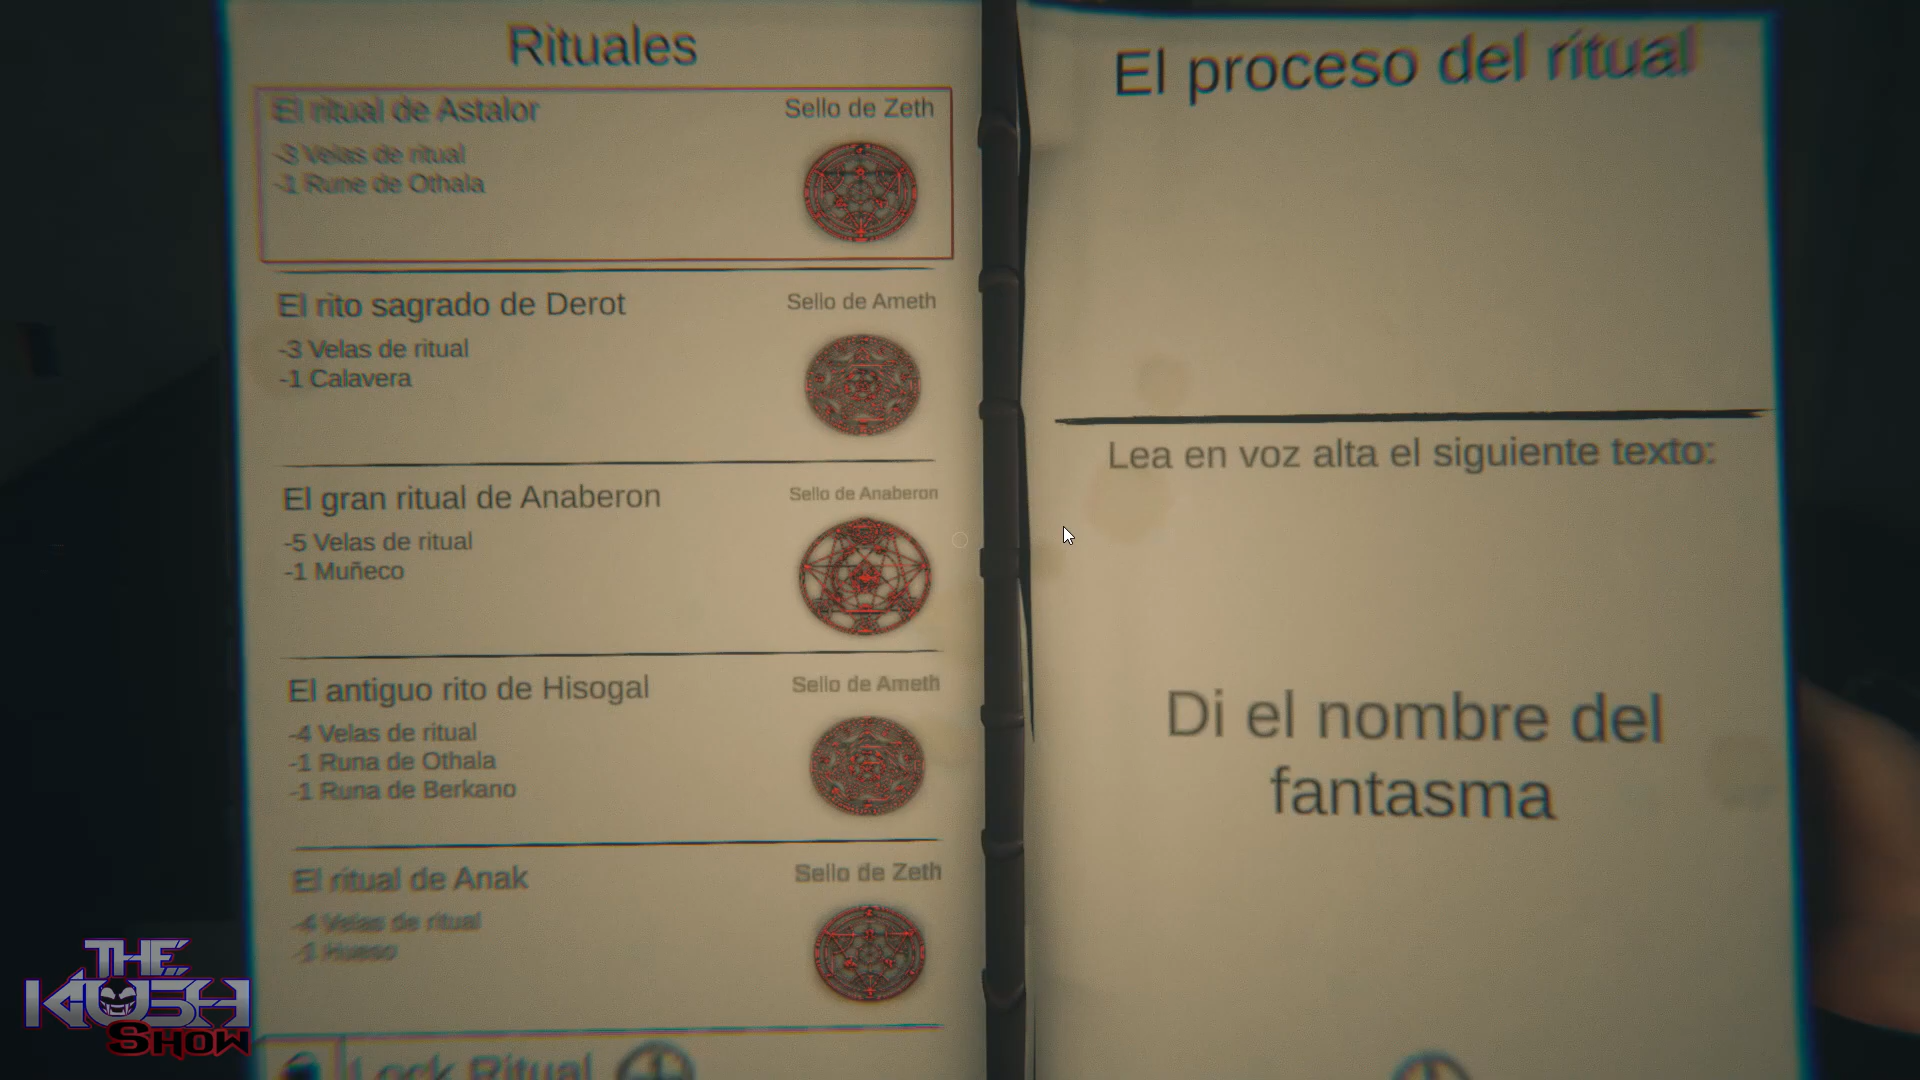 Rituales
El ritual de Astalor
Sello de Zeth
-3 Velas de ritual
-1 Rune de Othala
El rito sagrado de Derot
Sello de Ameth
-3 Velas de ritual
-1 Calavera
El gran ritual de Anaberon
Sello de Anaberon
-5 Velas de ritual
-1 Muñeco
El antiguo rito de Hisogal
Sello de Ameth
-4 Velas de ritual
-1 Runa de Othala
-1 Runa de Berkano
El ritual de Anak
Sello de Zeth
-4 Velas de ritual
-1 Hueso
Lock Ritual
El proceso del ritual
Lea en voz alta el siguiente texto:
Di el nombre del
fantasma
THE
KUSH
SHOW